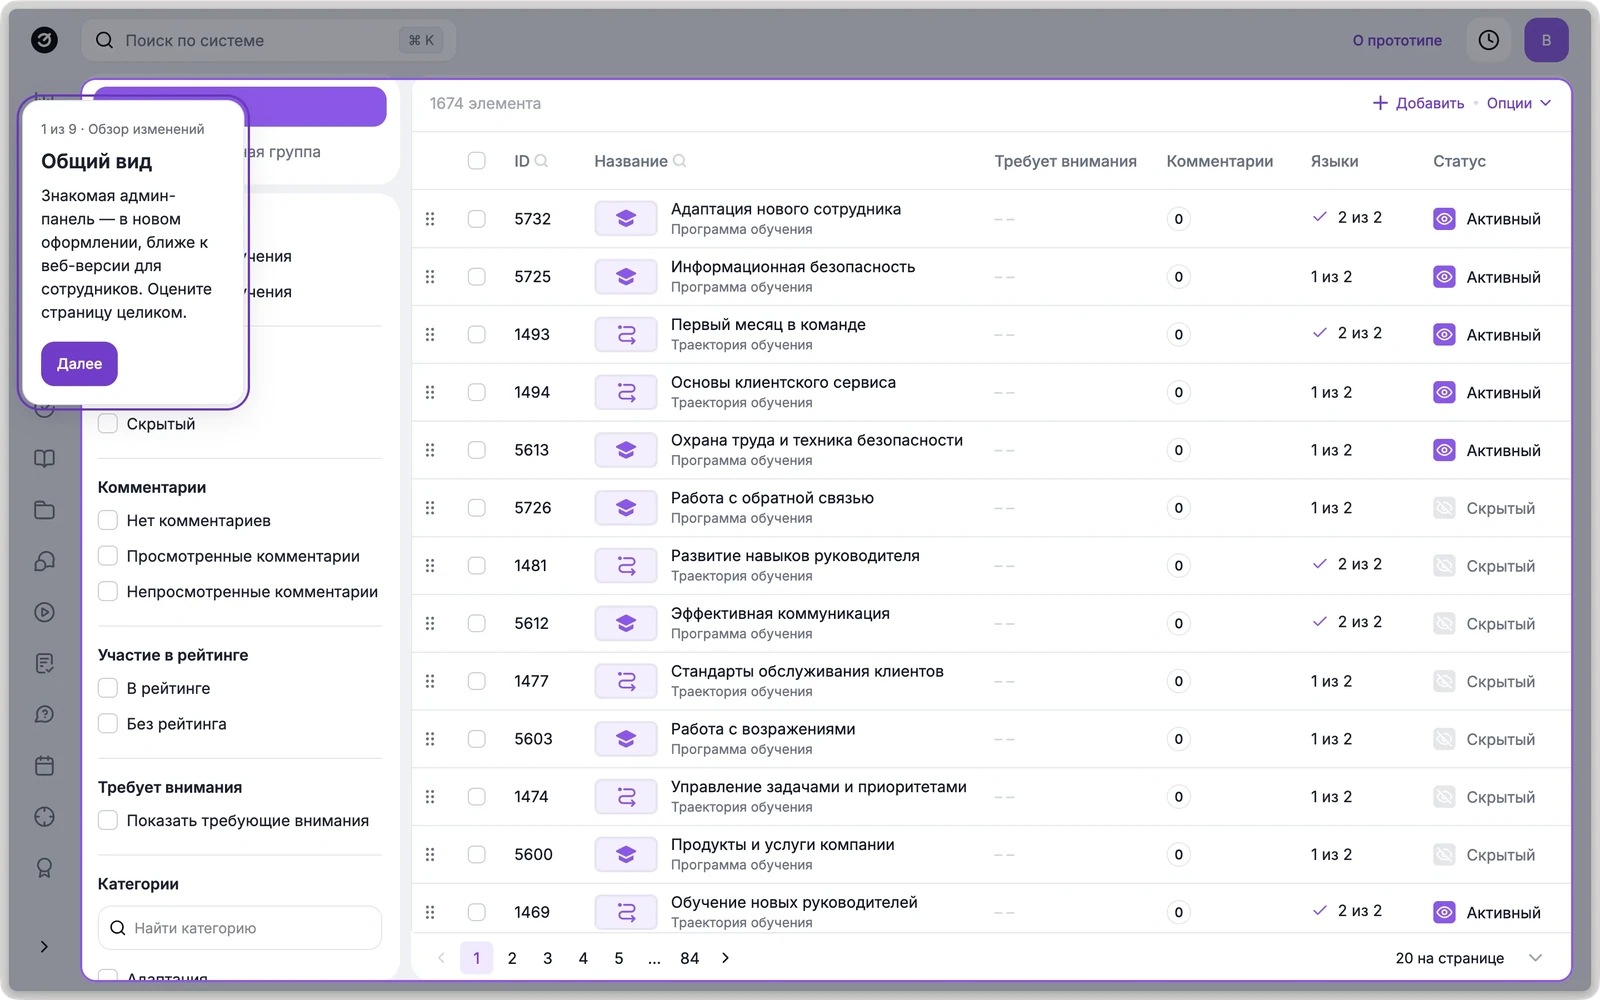 Поиск по системе
⌘ K
О прототипе
В
1 из 9 · Обзор изменений
Общий вид
Знакомая админ-
панель — в новом
оформлении, ближе к
веб-версии для
сотрудников. Оцените
страницу целиком.
Далее
ная группа
учения
учения
Скрытый
Комментарии
Нет комментариев
Просмотренные комментарии
Непросмотренные комментарии
Участие в рейтинге
В рейтинге
Без рейтинга
Требует внимания
Показать требующие внимания
Категории
Найти категорию
Адаптация
1674 элемента
Добавить • Опции
ID Название Требует внимания Комментарии Языки Статус
5732 Адаптация нового сотрудника – – 0 2 из 2 Активный
Программа обучения
5725 Информационная безопасность – – 0 1 из 2 Активный
Программа обучения
1493 Первый месяц в команде – – 0 2 из 2 Активный
Траектория обучения
1494 Основы клиентского сервиса – – 0 1 из 2 Активный
Траектория обучения
5613 Охрана труда и техника безопасности – – 0 1 из 2 Активный
Программа обучения
5726 Работа с обратной связью – – 0 1 из 2 Скрытый
Программа обучения
1481 Развитие навыков руководителя – – 0 2 из 2 Скрытый
Траектория обучения
5612 Эффективная коммуникация – – 0 2 из 2 Скрытый
Программа обучения
1477 Стандарты обслуживания клиентов – – 0 1 из 2 Скрытый
Траектория обучения
5603 Работа с возражениями – – 0 1 из 2 Скрытый
Программа обучения
1474 Управление задачами и приоритетами – – 0 1 из 2 Скрытый
Траектория обучения
5600 Продукты и услуги компании – – 0 1 из 2 Скрытый
Программа обучения
1469 Обучение новых руководителей – – 0 2 из 2 Активный
Траектория обучения
1 2 3 4 5 ... 84
20 на странице